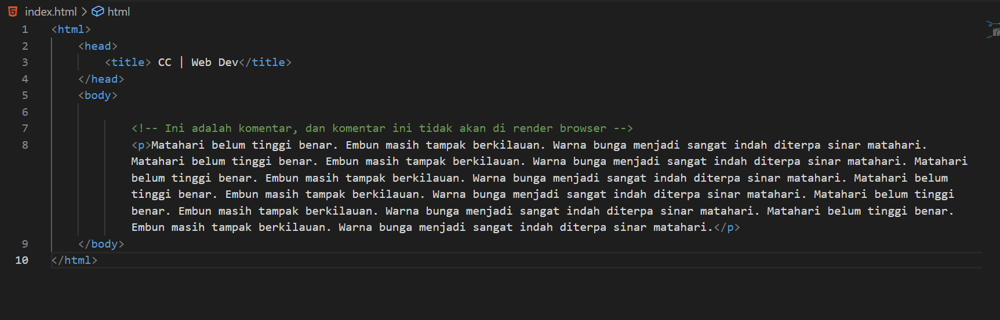 index.html > html
1 <html>
2 <head>
3 <title> CC | Web Dev</title>
4 </head>
5 <body>
6
7 <!-- Ini adalah komentar, dan komentar ini tidak akan di render browser -->
8 <p>Matahari belum tinggi benar. Embun masih tampak berkilauan. Warna bunga menjadi sangat indah diterpa sinar matahari.
Matahari belum tinggi benar. Embun masih tampak berkilauan. Warna bunga menjadi sangat indah diterpa sinar matahari. Matahari
belum tinggi benar. Embun masih tampak berkilauan. Warna bunga menjadi sangat indah diterpa sinar matahari. Matahari belum
tinggi benar. Embun masih tampak berkilauan. Warna bunga menjadi sangat indah diterpa sinar matahari. Matahari belum tinggi
benar. Embun masih tampak berkilauan. Warna bunga menjadi sangat indah diterpa sinar matahari. Matahari belum tinggi benar.
Embun masih tampak berkilauan. Warna bunga menjadi sangat indah diterpa sinar matahari.</p>
9 </body>
10 </html>